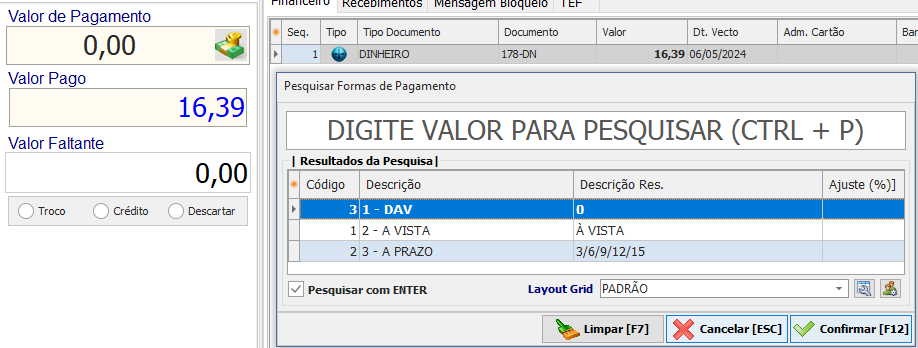 Valor de Pagamento
0,00
Valor Pago
16,39
Valor Faltante
0,00
Troco Crédito Descartar
Financeiro Recebimentos Mensagem Bloqueio TEF
Seq. Tipo Tipo Documento Documento Valor Dt. Vecto Adm. Cartão Ban
1 DINHEIRO 178-DN 16,39 06/05/2024
Pesquisar Formas de Pagamento
DIGITE VALOR PARA PESQUISAR (CTRL + P)
| Resultados da Pesquisa|
Código Descrição Descrição Res. Ajuste (%)]
3 1 - DAV 0
1 2 - A VISTA À VISTA
2 3 - A PRAZO 3/6/9/12/15
Pesquisar com ENTER Layout Grid PADRÃO
Limpar [F7] Cancelar [ESC] Confirmar [F12]